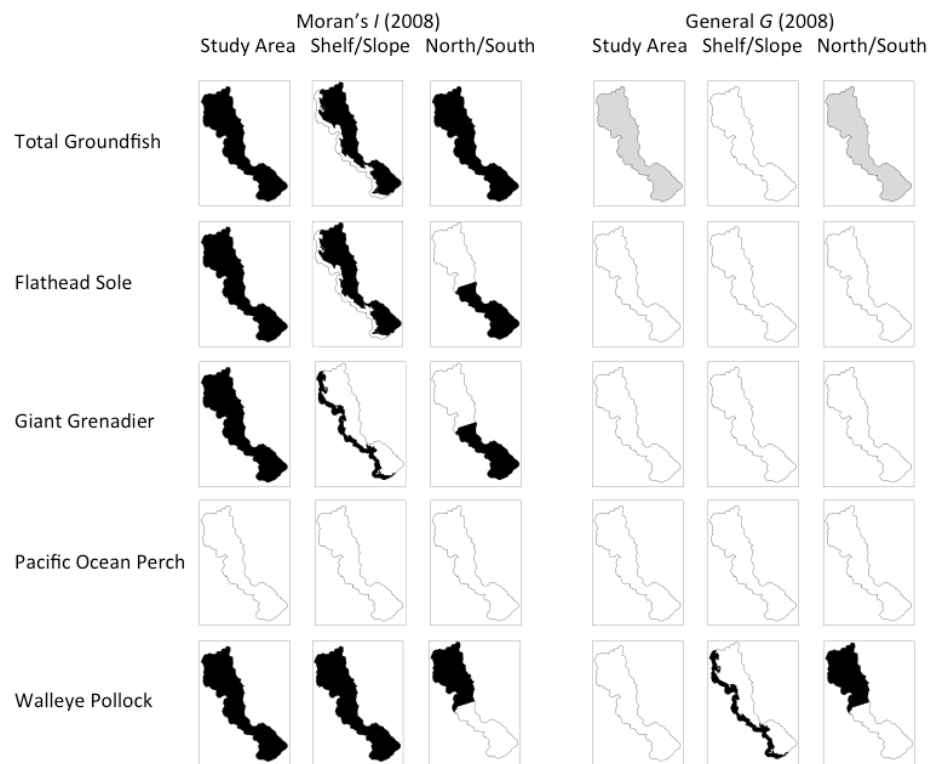 Moran’s I (2008) General G (2008)
Study Area Shelf/Slope North/South Study Area Shelf/Slope North/South
Total Groundfish
Flathead Sole
Giant Grenadier
Pacific Ocean Perch
Walleye Pollock